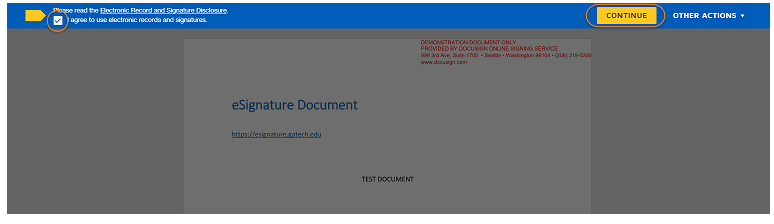 Please read the Electronic Record and Signature Disclosure.
agree to use electronic records and signatures.
CONTINUE
OTHER ACTIONS
DEMONSTRATION DOCUMENT ONLY
PROVIDED BY DOCUSIGN ONLINE SIGNING SERVICE
999 3rd Ave, Suite 1700 • Seattle • Washington 98104 • (206) 219-0200
www.docusign.com
eSignature Document
https://esignature.gatech.edu
TEST DOCUMENT